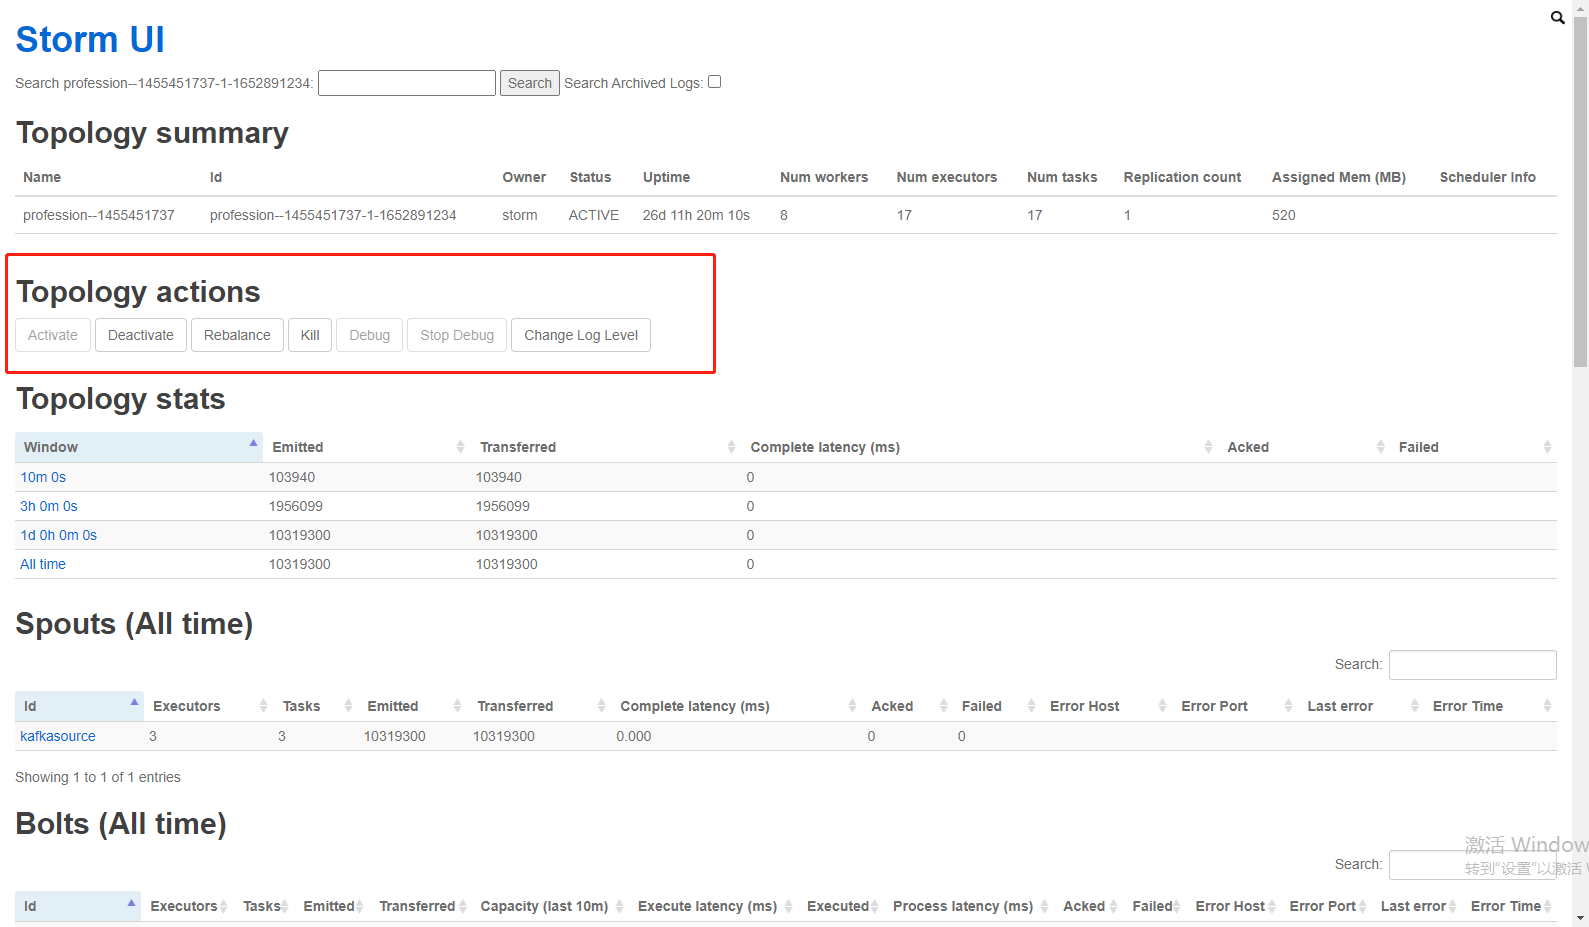 Storm UI
Search profession--1455451737-1-1652891234: Search Search Archived Logs:
Topology summary
Name Id Owner Status Uptime Num workers Num executors Num tasks Replication count Assigned Mem (MB) Scheduler Info
profession--1455451737 profession--1455451737-1-1652891234 storm ACTIVE 26d 11h 20m 10s 8 17 17 1 520
Topology actions
Activate Deactivate Rebalance Kill Debug Stop Debug Change Log Level
Topology stats
Window Emitted Transferred Complete latency (ms) Acked Failed
10m 0s 103940 103940 0
3h 0m 0s 1956099 1956099 0
1d 0h 0m 0s 10319300 10319300 0
All time 10319300 10319300 0
Spouts (All time)
Search:
Id Executors Tasks Emitted Transferred Complete latency (ms) Acked Failed Error Host Error Port Last error Error Time
kafkasource 3 3 10319300 10319300 0.000 0 0
Showing 1 to 1 of 1 entries
Bolts (All time)
激活 Window
Search:
转到"设置"以激活
Id Executors Tasks Emitted Transferred Capacity (last 10m) Execute latency (ms) Executed Process latency (ms) Acked Failed Error Host Error Port Last error Error Time